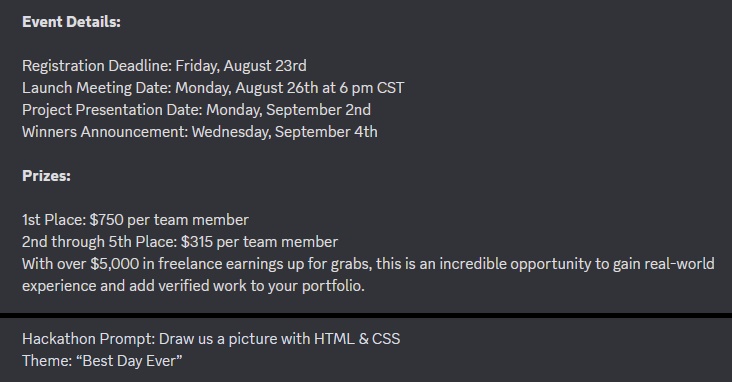 Event Details:
Registration Deadline: Friday, August 23rd
Launch Meeting Date: Monday, August 26th at 6 pm CST
Project Presentation Date: Monday, September 2nd
Winners Announcement: Wednesday, September 4th
Prizes:
1st Place: $750 per team member
2nd through 5th Place: $315 per team member
With over $5,000 in freelance earnings up for grabs, this is an incredible opportunity to gain real-world
experience and add verified work to your portfolio.
Hackathon Prompt: Draw us a picture with HTML & CSS
Theme: “Best Day Ever”